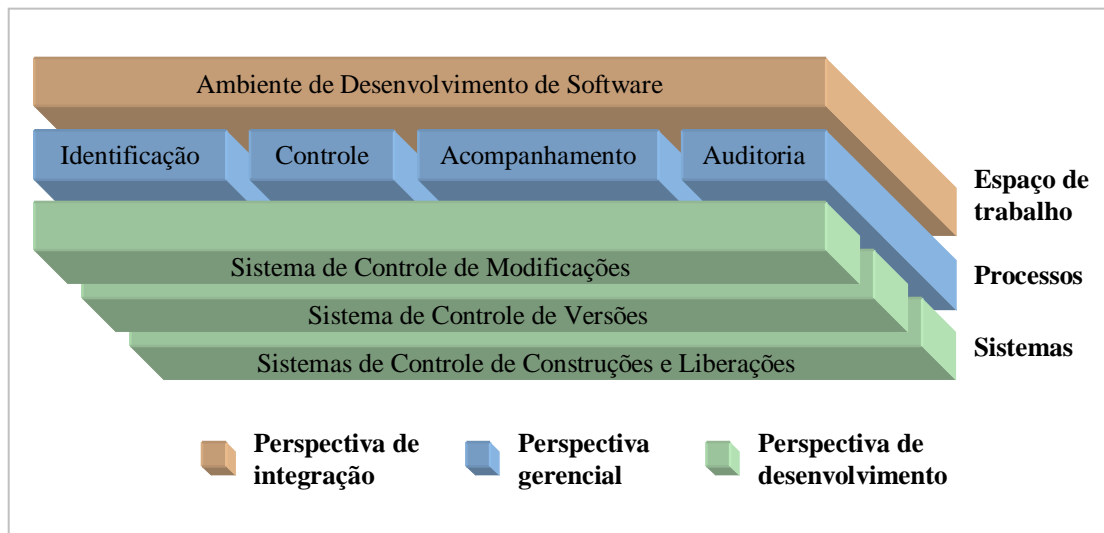 Ambiente de Desenvolvimento de Software
Identificação
Controle
Acompanhamento
Auditoria
Espaço de
trabalho
Sistema de Controle de Modificações
Processos
Sistema de Controle de Versões
Sistemas
Sistemas de Controle de Construções e Liberações
Perspectiva de
integração
Perspectiva
gerencial
Perspectiva de
desenvolvimento